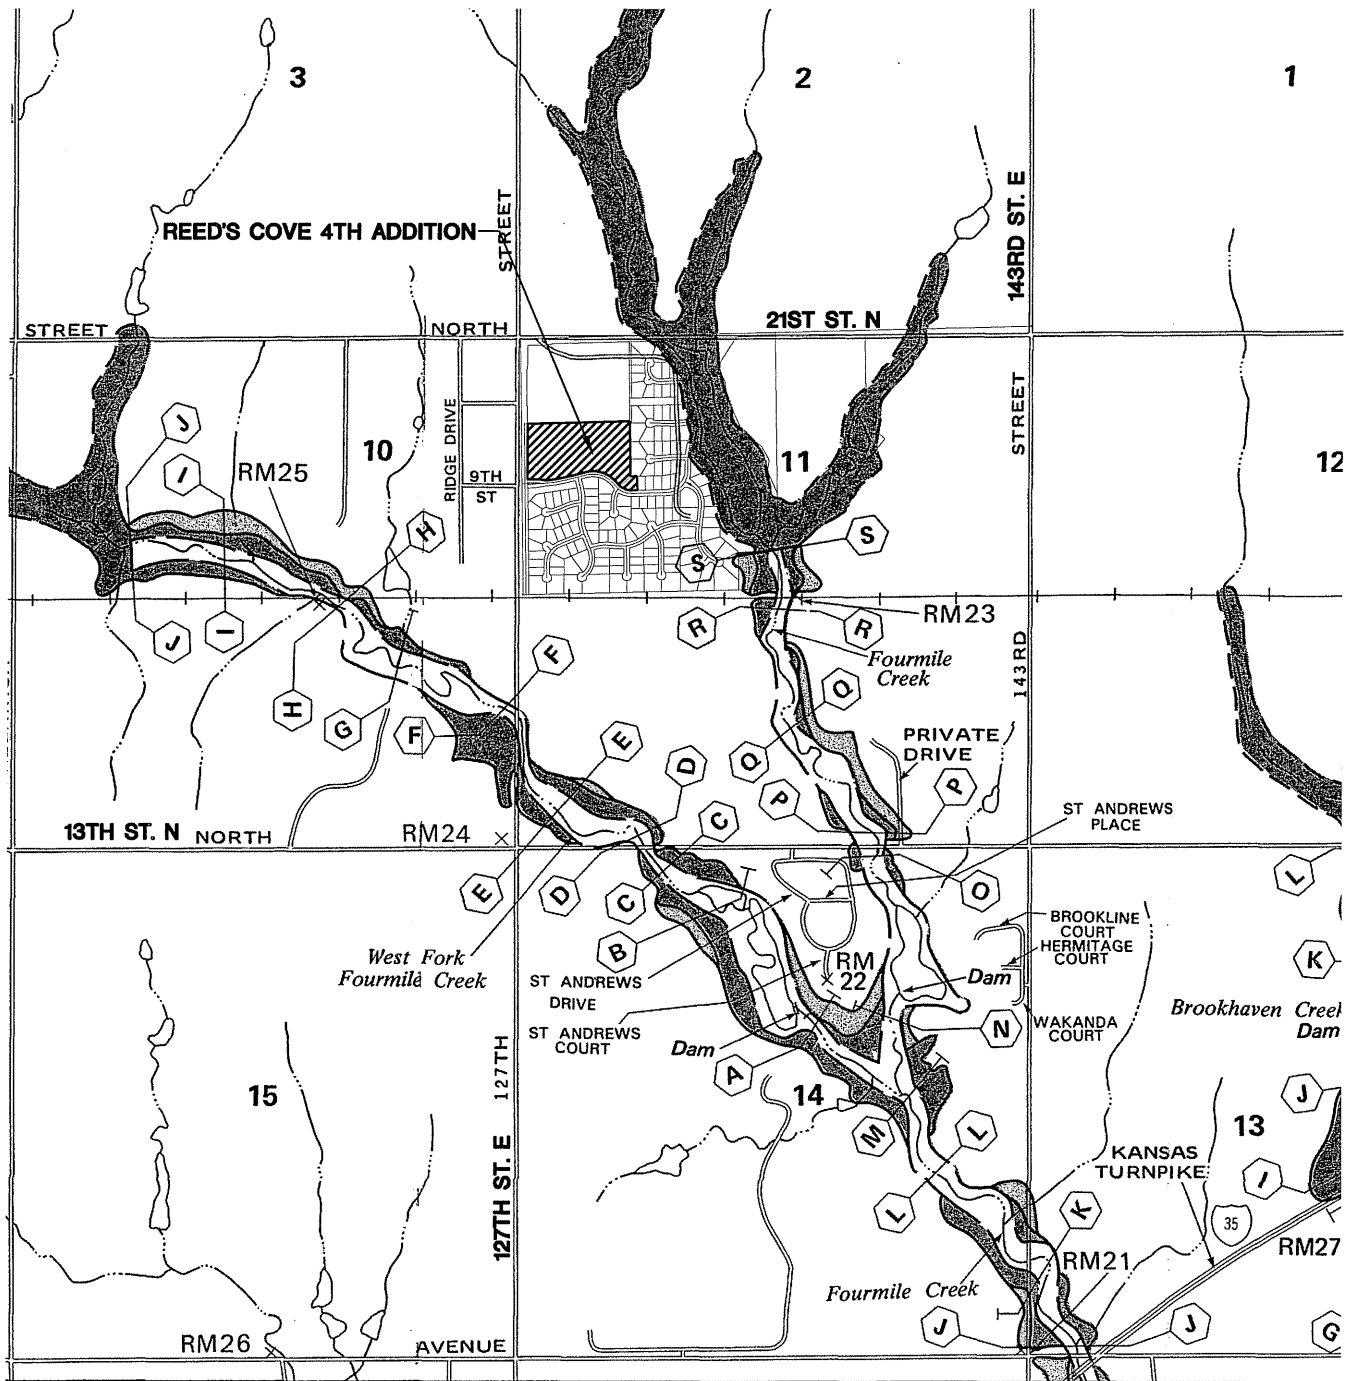 3
2
1
REED'S COVE 4TH ADDITION
STREET
143RD ST. E
STREET
NORTH
21ST ST. N
RIDGE DRIVE
STREET
J
10
11
12
I
RM25
9TH
ST
H
S
S
J
I
R
R
RM23
F
Fourmile
Creek
143RD
H
G
F
E
Q
Q
D
P
P
PRIVATE
DRIVE
C
ST ANDREWS
PLACE
13TH ST. N
NORTH
RM24
E
D
C
O
L
B
BROOKLINE
COURT
HERMITAGE
COURT
West Fork
Fourmile Creek
RM
22
K
ST ANDREWS
DRIVE
Dam
Brookhaven Creek
Dam
ST ANDREWS
COURT
N
WAKANDA
COURT
Dam
A
127TH
15
14
J
13
M
L
KANSAS
TURNPIKE
I
127TH ST. E
L
K
35
RM21
RM27
Fourmile Creek
J
J
G
RM26
AVENUE